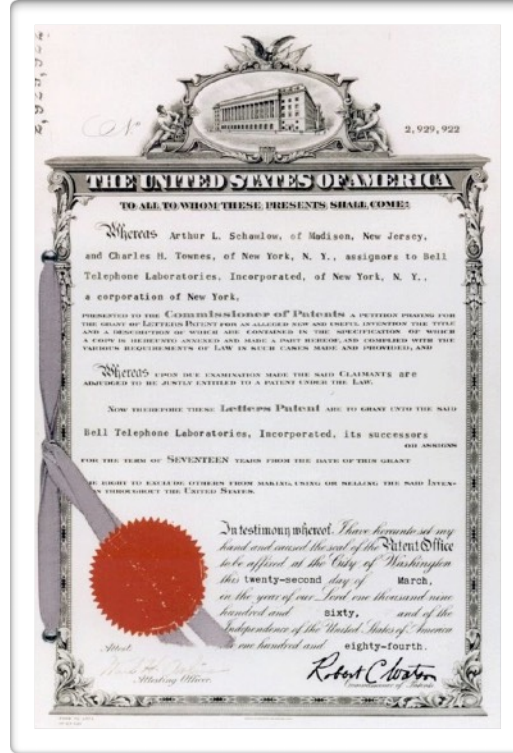 2,929,922
2,929,922
THE UNITED STATES OF AMERICA
TO ALL TO WHOM THESE PRESENTS SHALL COME:
Whereas Arthur L. Schawlow, of Madison, New Jersey,
and Charles H. Townes, of New York, N. Y., assignors to Bell
Telephone Laboratories, Incorporated, of New York, N. Y.,
a corporation of New York,
PRESENTED TO THE Commissioner of Patents A PETITION PRAYING FOR
THE GRANT OF LETTERS PATENT FOR AN ALLEGED NEW AND USEFUL INVENTION THE TITLE
AND A DESCRIPTION OF WHICH ARE CONTAINED IN THE SPECIFICATION OF WHICH
A COPY IS HEREUNTO ANNEXED AND MADE A PART HEREOF, AND COMPLIED WITH THE
VARIOUS REQUIREMENTS OF LAW IN SUCH CASES MADE AND PROVIDED, AND
Whereas UPON DUE EXAMINATION MADE THE SAID CLAIMANTS are
ADJUDGED TO BE JUSTLY ENTITLED TO A PATENT UNDER THE LAW.
NOW THEREFORE THESE Letters Patent ARE TO GRANT UNTO THE SAID
Bell Telephone Laboratories, Incorporated, its successors
OR ASSIGNS
FOR THE TERM OF SEVENTEEN YEARS FROM THE DATE OF THIS GRANT
RIGHT TO EXCLUDE OTHERS FROM MAKING, USING OR SELLING THE SAID INVEN-
THROUGHOUT THE UNITED STATES.
In testimony whereof, I have hereunto set my
hand and caused the seal of the Patent Office
to be affixed at the City of Washington
this twenty-second day of March,
in the year of our Lord one thousand nine
hundred and sixty, and of the
Independence of the United States of America
the one hundred and eighty-fourth.
Attest:
Attesting Officer.
Robert C Watson
Commissioner of Patents